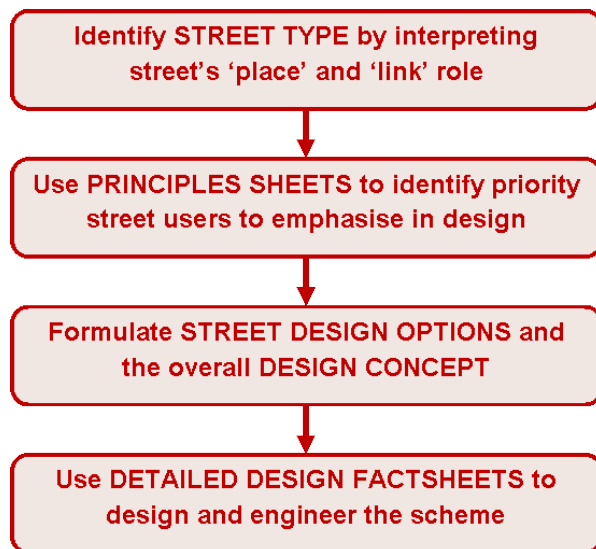 Identify STREET TYPE by interpreting
street’s ‘place’ and ‘link’ role
Use PRINCIPLES SHEETS to identify priority
street users to emphasise in design
Formulate STREET DESIGN OPTIONS and
the overall DESIGN CONCEPT
Use DETAILED DESIGN FACTSHEETS to
design and engineer the scheme